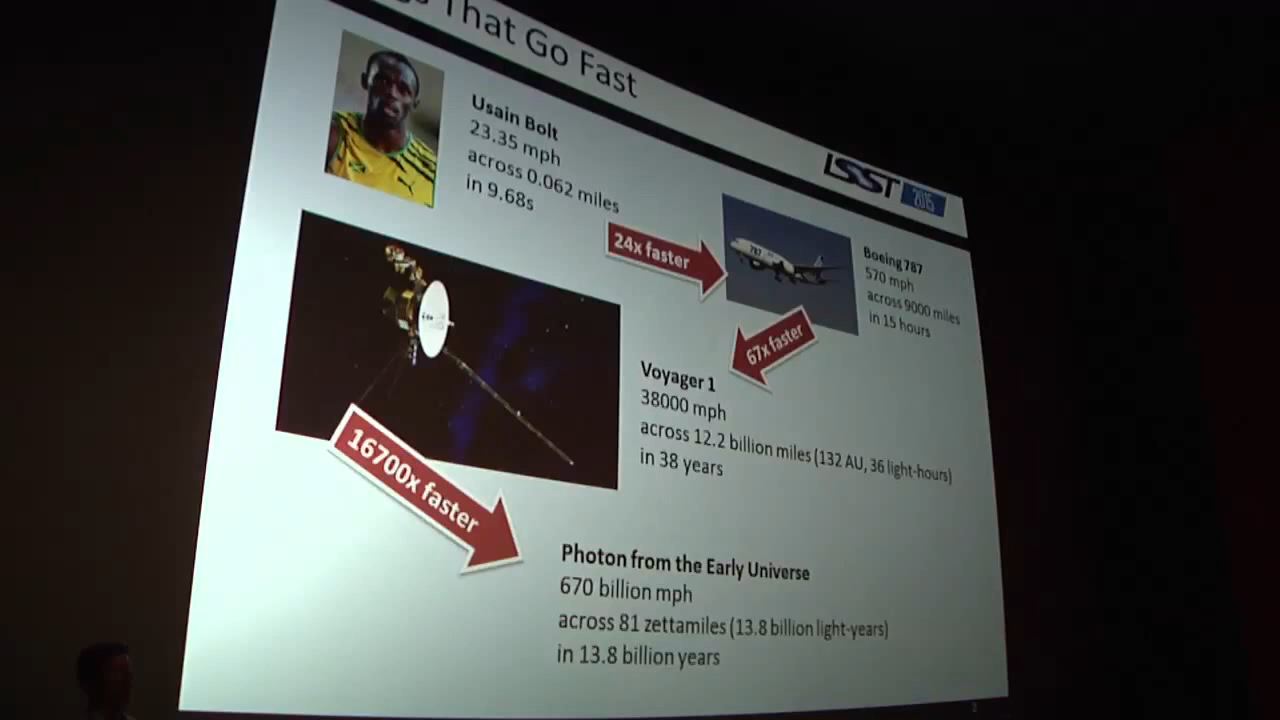 That Go Fast
LSST 2015
Usain Bolt
23.35 mph
across 0.062 miles
in 9.68s
24x faster
787
Boeing 787
570 mph
across 9000 miles
in 15 hours
67x faster
Voyager 1
38000 mph
across 12.2 billion miles (132 AU, 36 light-hours)
in 38 years
16700x faster
Photon from the Early Universe
670 billion mph
across 81 zettamiles (13.8 billion light-years)
in 13.8 billion years